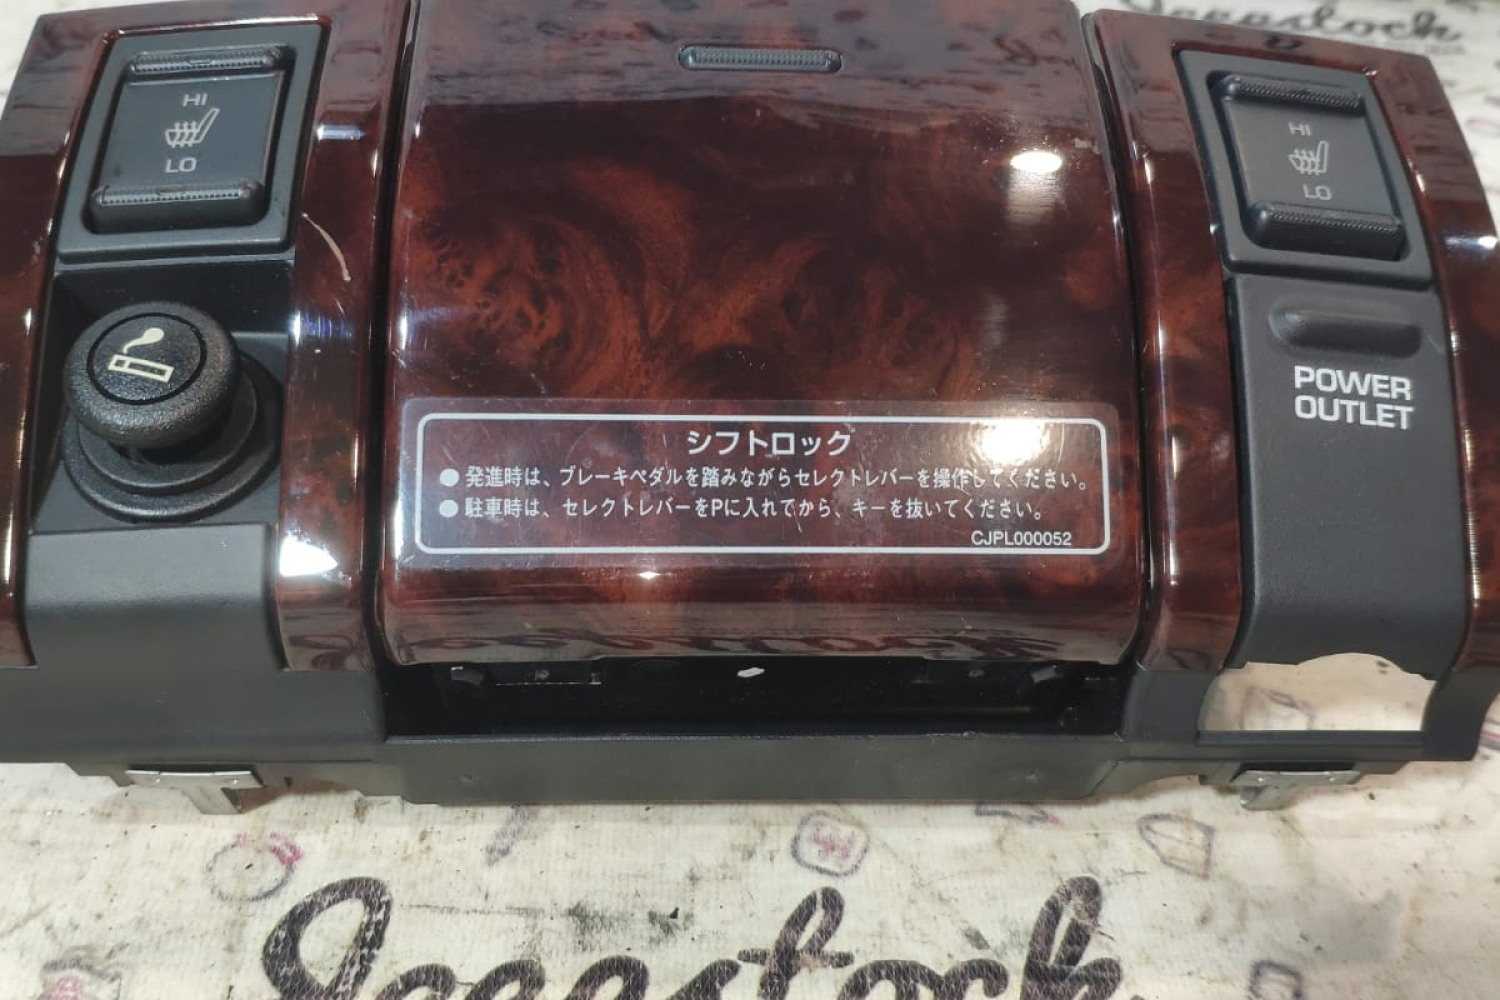 Jeepstock
HI
LO
HI
LO
POWER
OUTLET
シフトロック
● 発進時は、ブレーキペダルを踏みながらセレクトレバーを操作してください。
● 駐車時は、セレクトレバーをPに入れてから、キーを抜いてください。
CJPL000052
Jeepstock